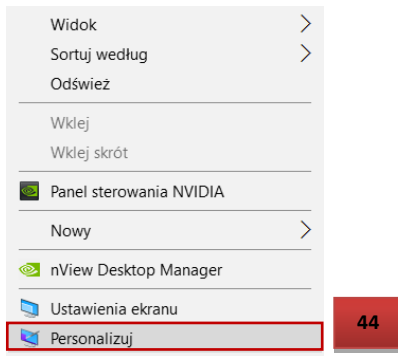 Widok
Sortuj według
Odśwież
Wklej
Wklej skrót
Panel sterowania NVIDIA
Nowy
nView Desktop Manager
Ustawienia ekranu
Personalizuj
44